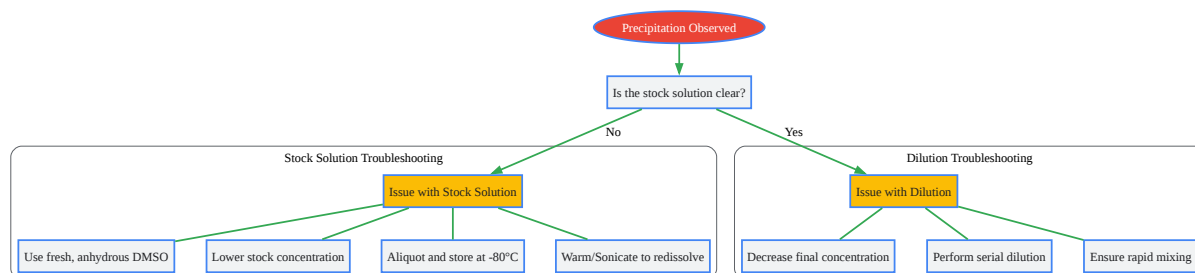 Precipitation Observed
Is the stock solution clear?
No
Yes
Stock Solution Troubleshooting
Dilution Troubleshooting
Issue with Stock Solution
Issue with Dilution
Use fresh, anhydrous DMSO
Lower stock concentration
Aliquot and store at -80°C
Warm/Sonicate to redissolve
Decrease final concentration
Perform serial dilution
Ensure rapid mixing